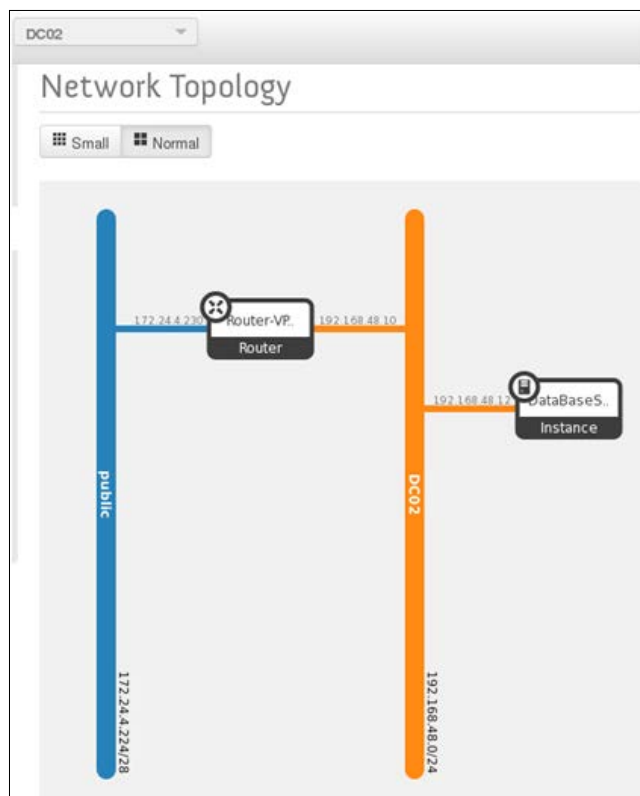 DC02
Network Topology
Small
Normal
172.24.4.230
Router-VP..
192.168.48.10
Router
192.168.48.12
DataBaseS..
Instance
public
DC02
172.24.4.224/28
192.168.48.0/24